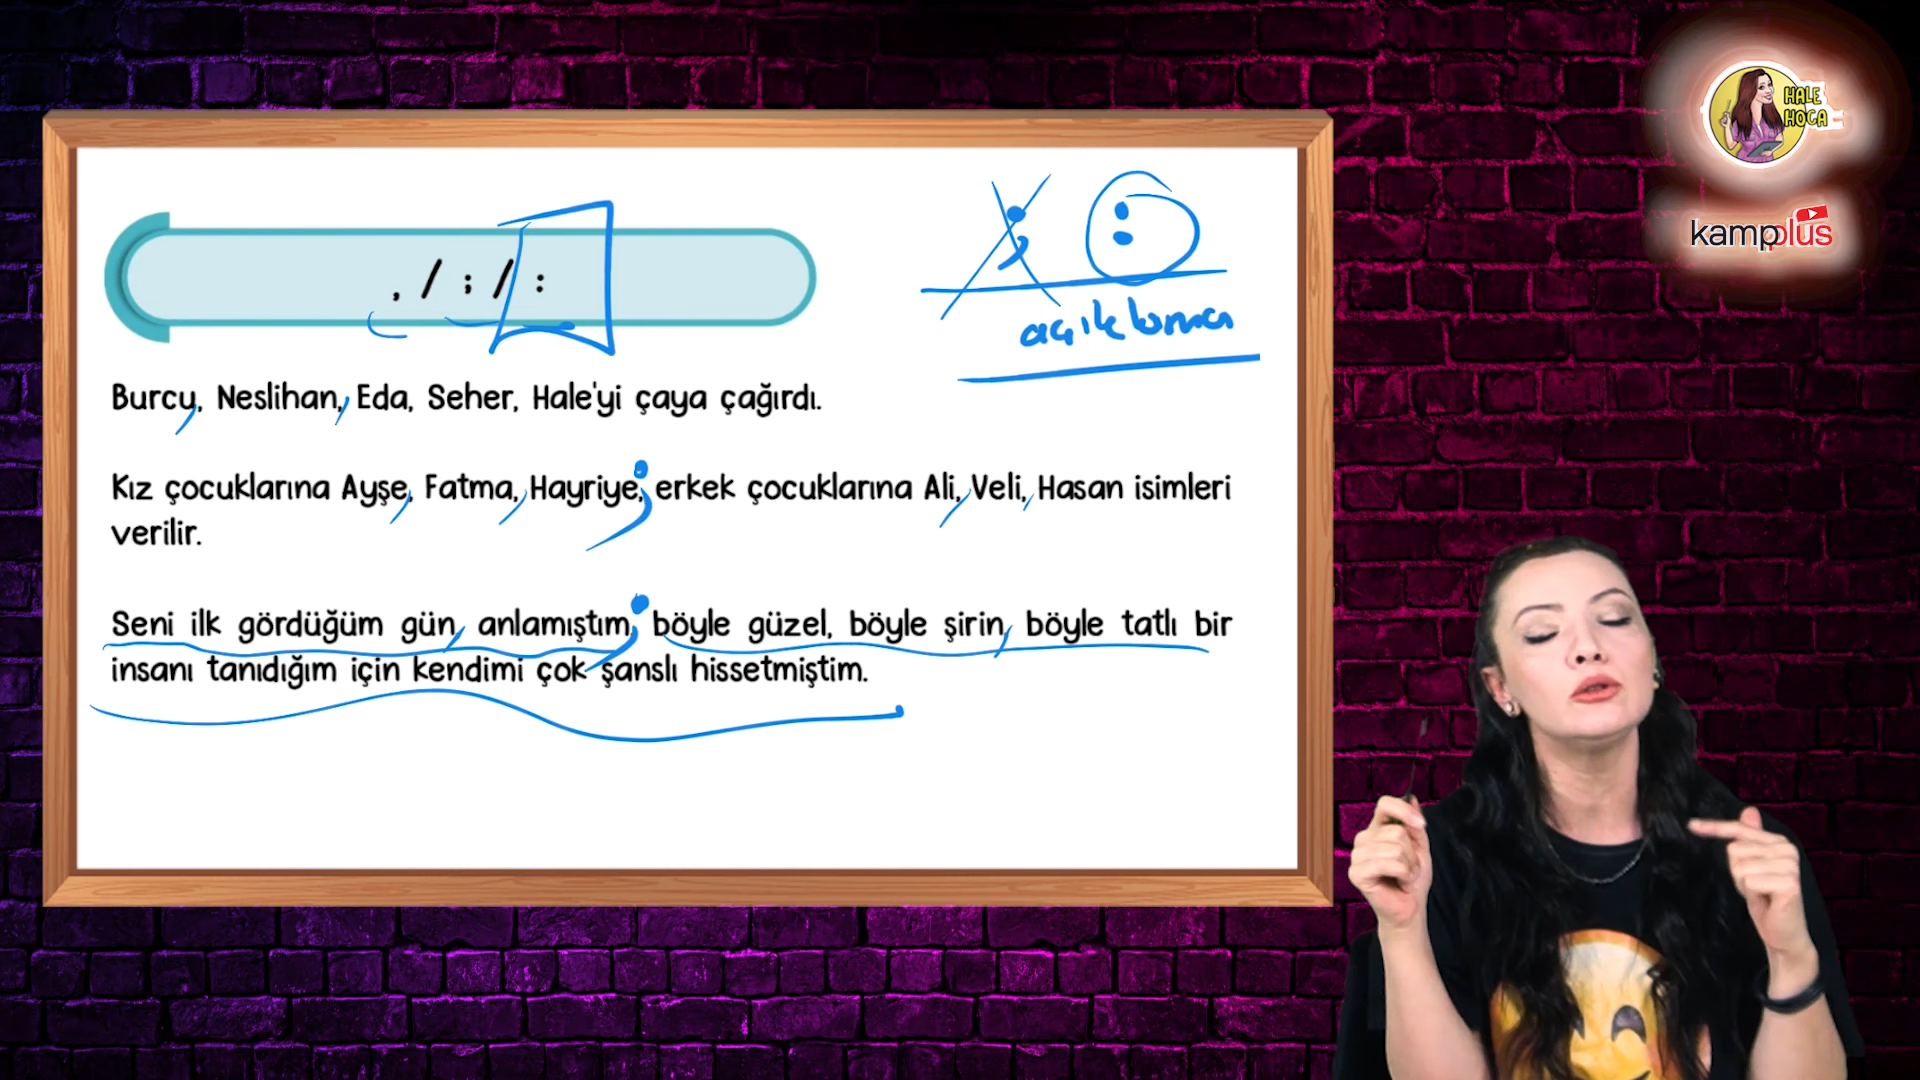 HALE
HOCA
kampplus
, / ; / :
; :
açıklama
Burcu, Neslihan, Eda, Seher, Hale'yi çaya çağırdı.
Kız çocuklarına Ayşe, Fatma, Hayriye; erkek çocuklarına Ali, Veli, Hasan isimleri
verilir.
Seni ilk gördüğüm gün, anlamıştım; böyle güzel, böyle şirin, böyle tatlı bir
insanı tanıdığım için kendimi çok şanslı hissetmiştim.